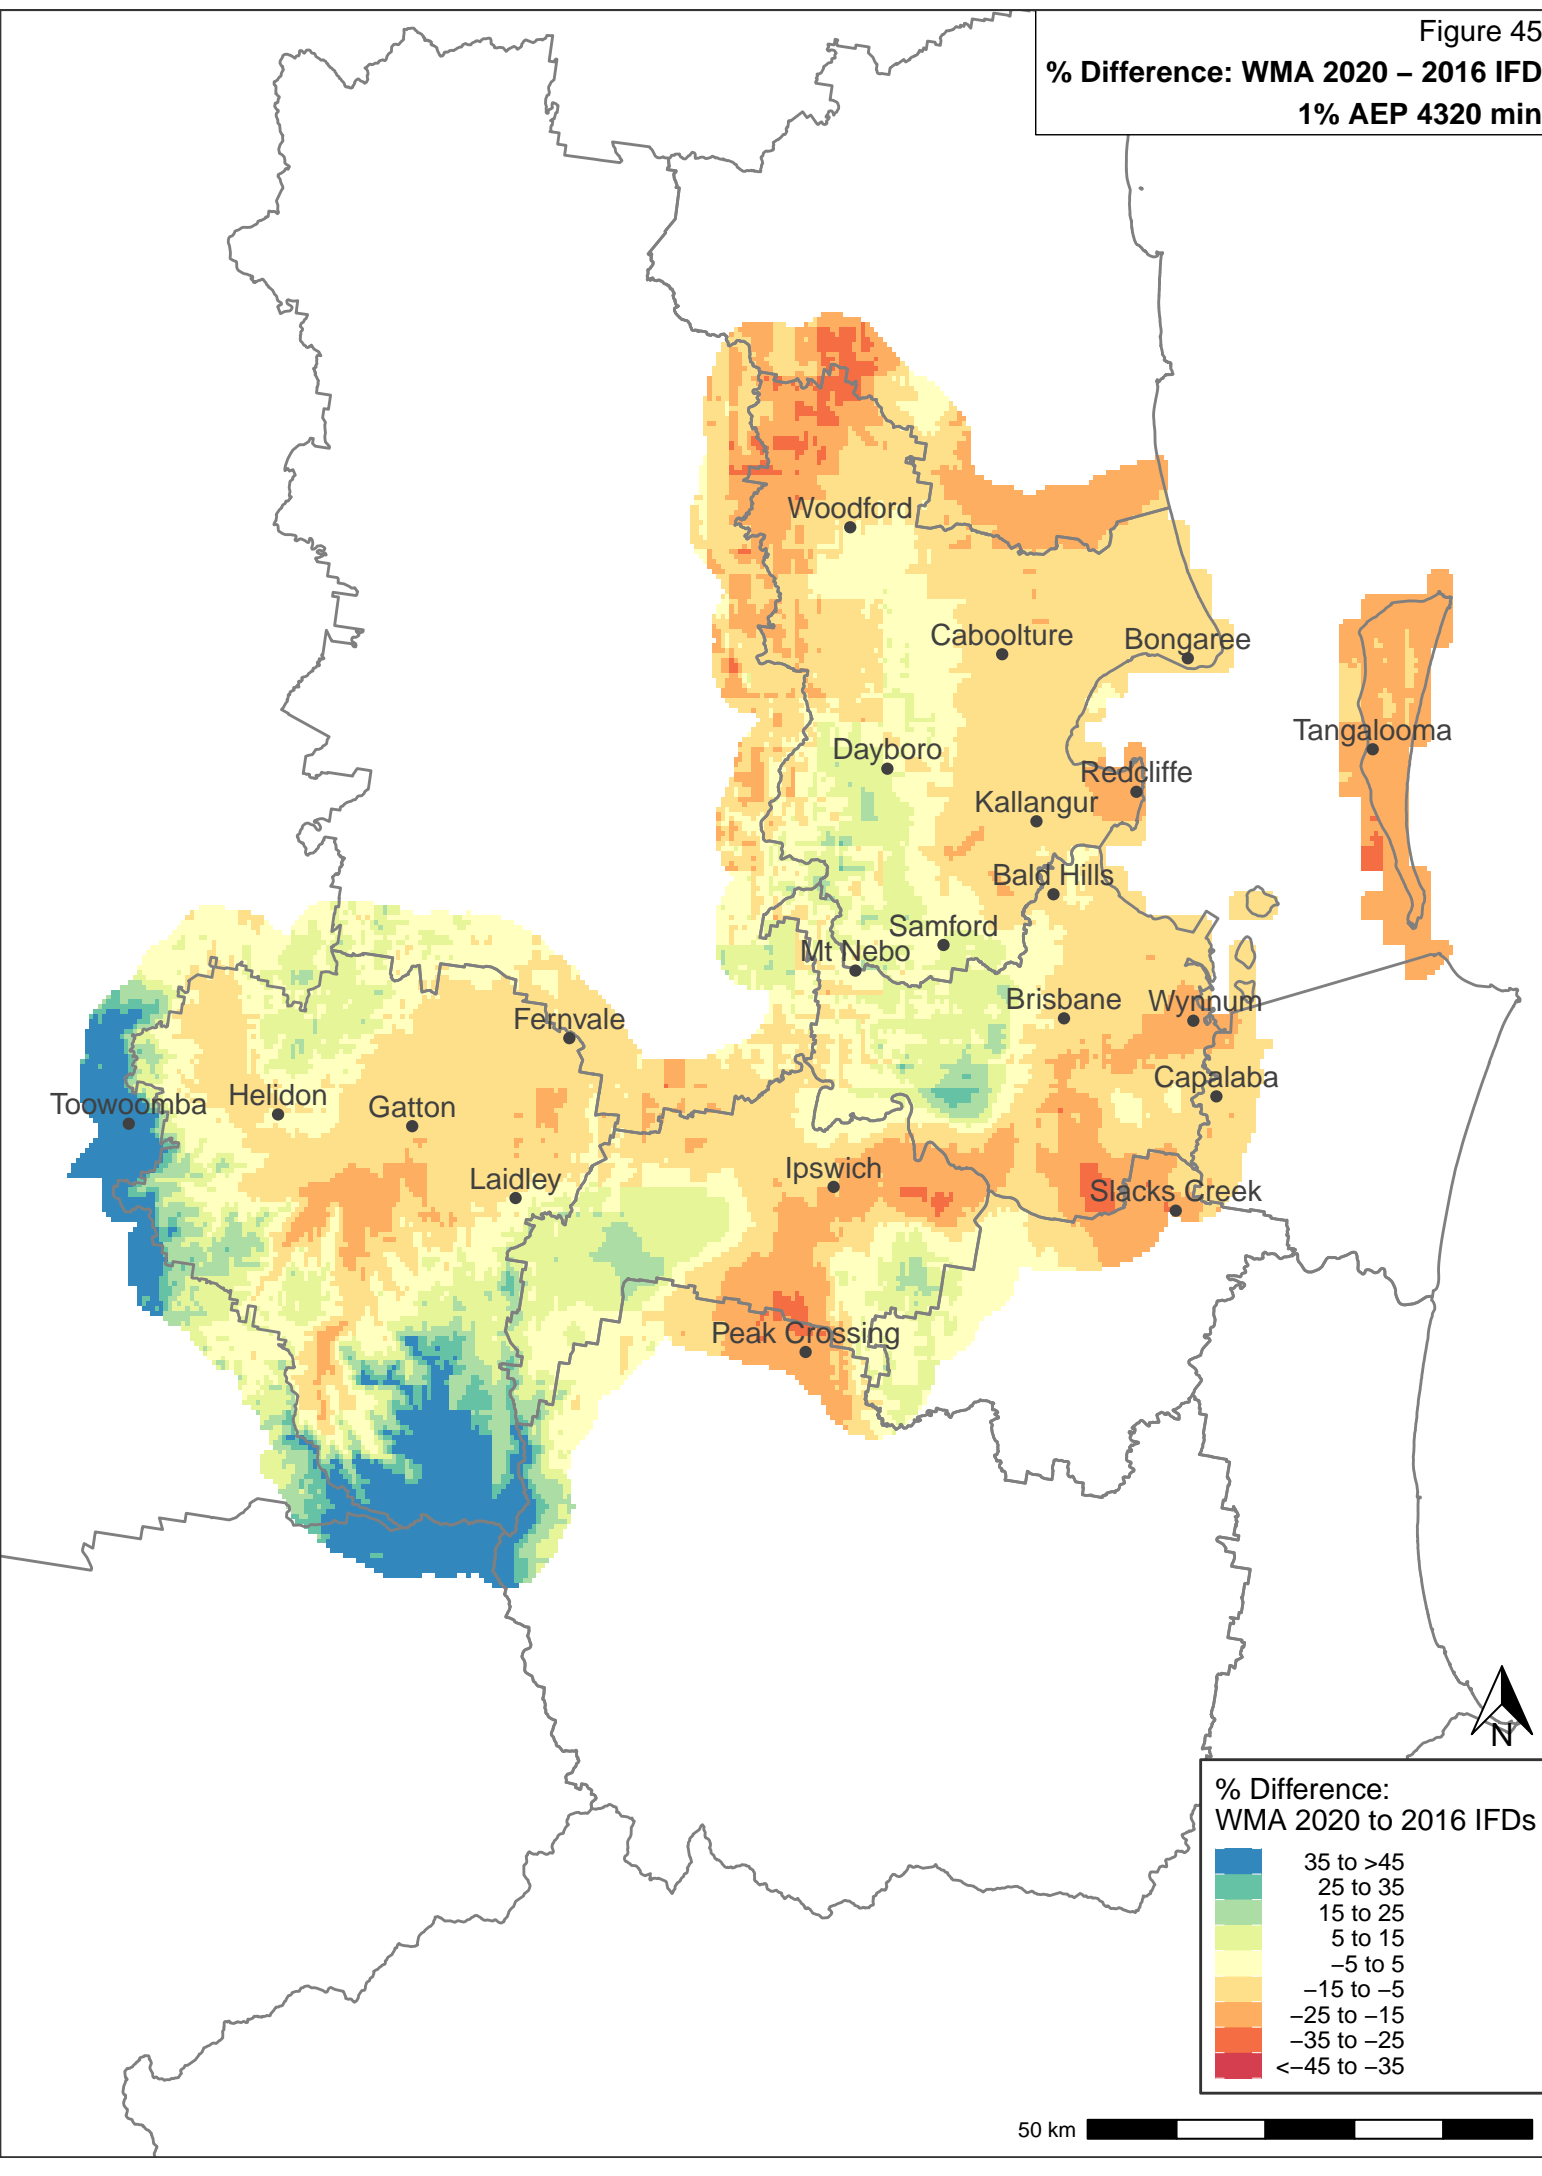 Figure 45
% Difference: WMA 2020 – 2016 IFD
1% AEP 4320 min
Woodford
Caboolture
Bongaree
Tangalooma
Dayboro
Redcliffe
Kallangur
Bald Hills
Samford
Mt Nebo
Brisbane
Wynnum
Fernvale
Capalaba
Toowoomba
Helidon
Gatton
Ipswich
Laidley
Slacks Creek
Peak Crossing
N
% Difference:
WMA 2020 to 2016 IFDs
35 to >45
25 to 35
15 to 25
5 to 15
−5 to 5
−15 to −5
−25 to −15
−35 to −25
<−45 to −35
50 km